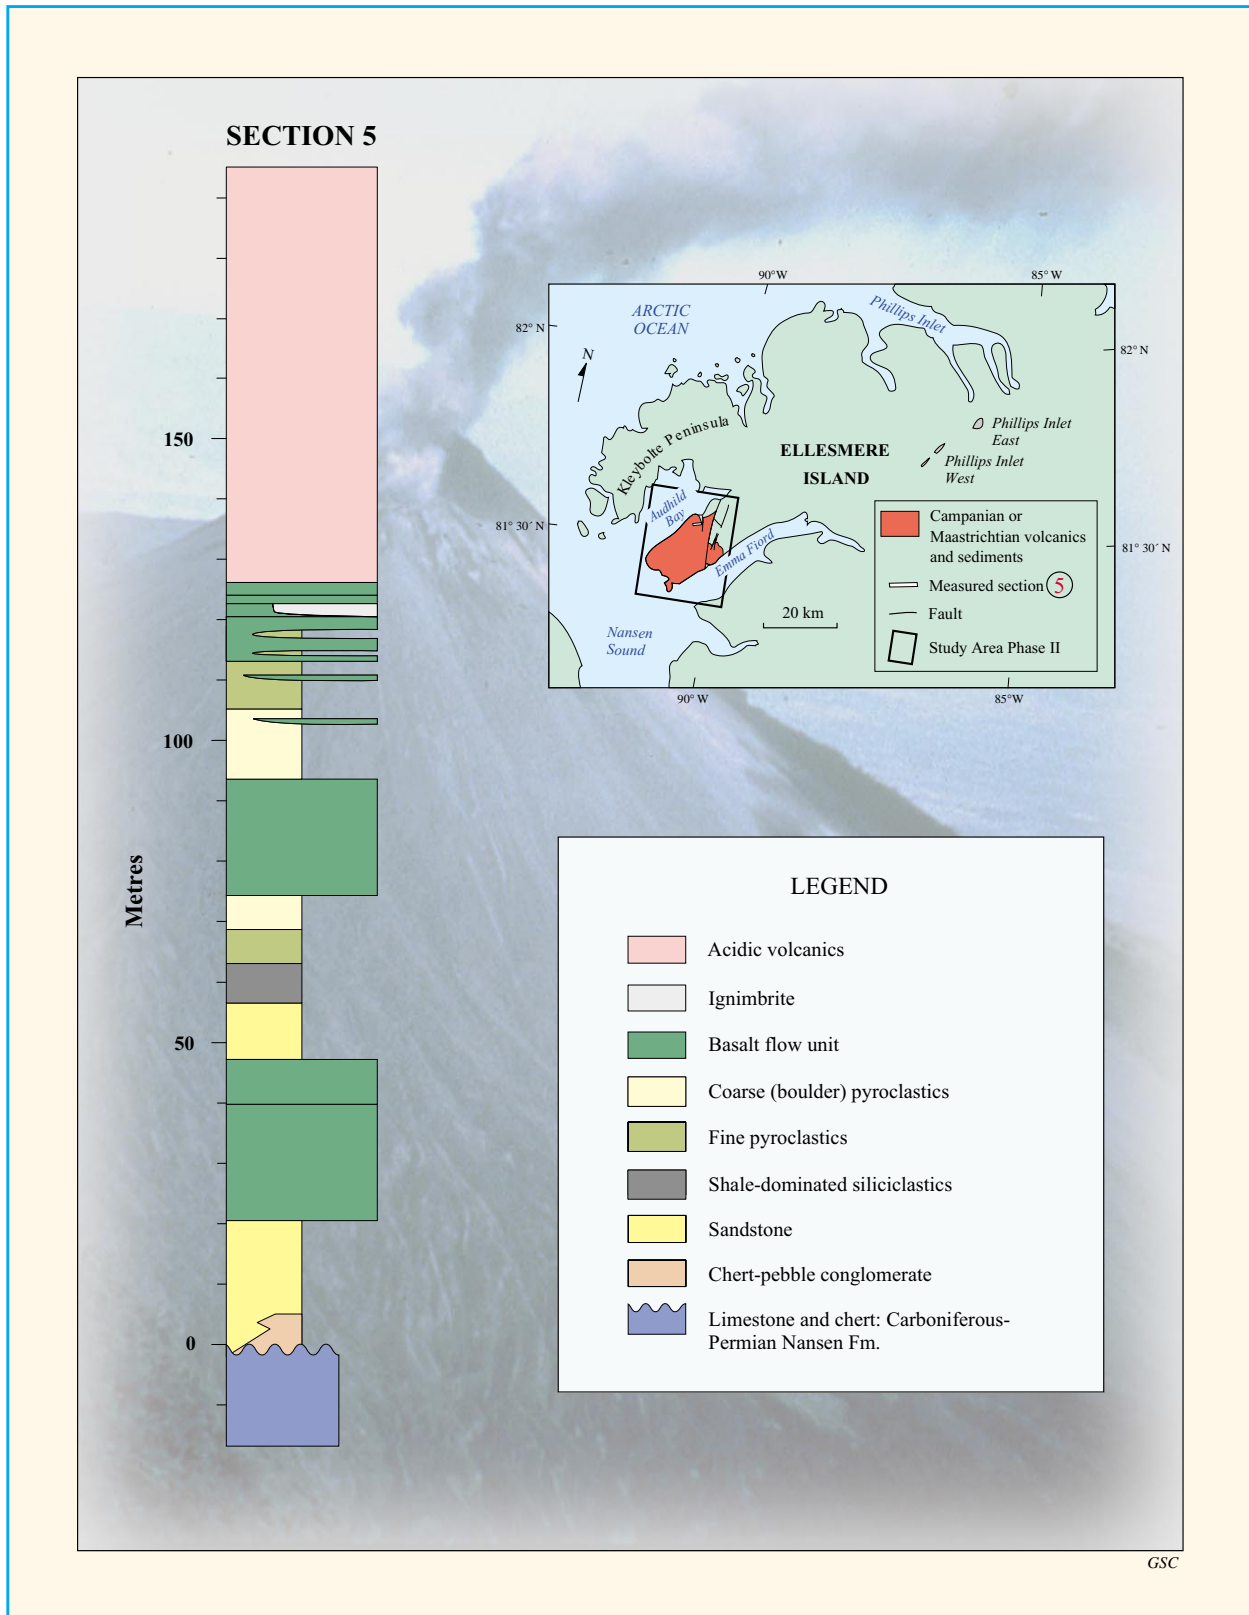 SECTION 5
150
100
50
0
Metres
90°W
85°W
ARCTIC
OCEAN
Phillips Inlet
82° N
82° N
N
Kleybolte Peninsula
Phillips Inlet
East
ELLESMERE
ISLAND
Phillips Inlet
West
Audhild
Bay
81° 30´ N
81° 30´ N
Emma Fiord
Campanian or
Maastrichtian volcanics
and sediments
Measured section 5
Fault
Study Area Phase II
20 km
Nansen
Sound
90° W
85°W
LEGEND
Acidic volcanics
Ignimbrite
Basalt flow unit
Coarse (boulder) pyroclastics
Fine pyroclastics
Shale-dominated siliciclastics
Sandstone
Chert-pebble conglomerate
Limestone and chert: Carboniferous-
Permian Nansen Fm.
GSC